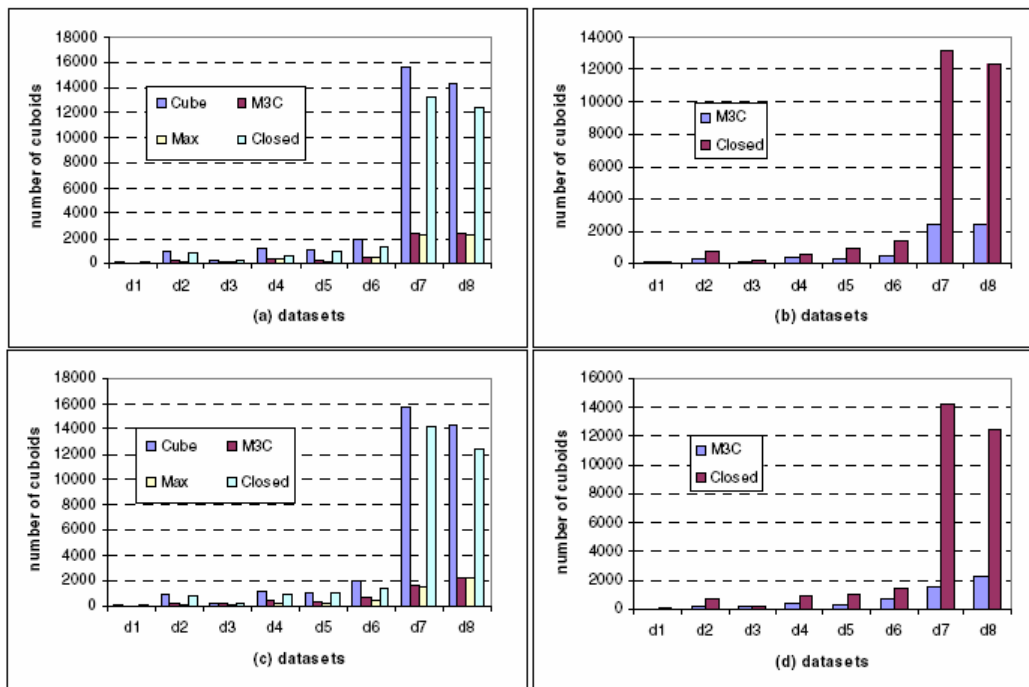 18000
16000
14000
12000
10000
8000
6000
4000
2000
0
number of cuboids
Cube M3C
Max Closed
d1 d2 d3 d4 d5 d6 d7 d8
(a) datasets
14000
12000
10000
8000
6000
4000
2000
0
number of cuboids
M3C
Closed
d1 d2 d3 d4 d5 d6 d7 d8
(b) datasets
18000
16000
14000
12000
10000
8000
6000
4000
2000
0
number of cuboids
Cube M3C
Max Closed
d1 d2 d3 d4 d5 d6 d7 d8
(c) datasets
16000
14000
12000
10000
8000
6000
4000
2000
0
number of cuboids
M3C
Closed
d1 d2 d3 d4 d5 d6 d7 d8
(d) datasets